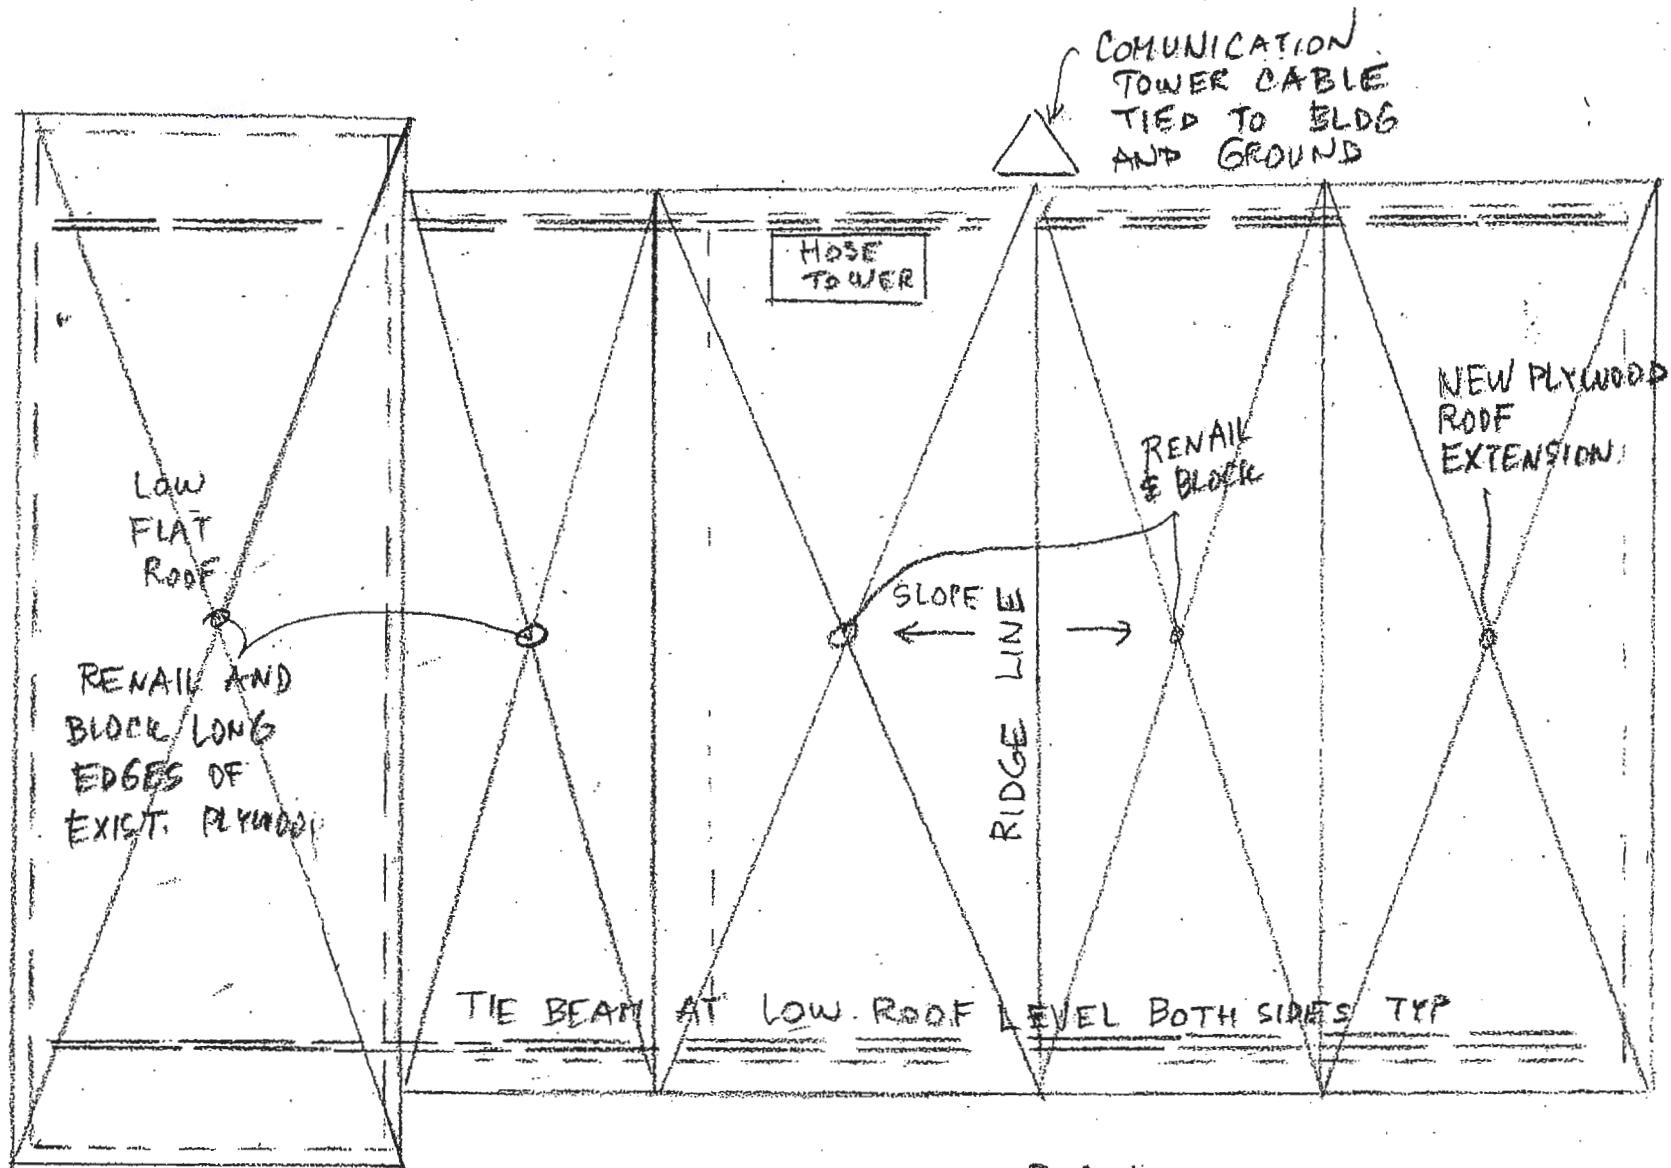 COMUNICATION
TOWER CABLE
TIED TO BLDG
AND GROUND
HOSE
TOWER
NEW PLYWOOD
ROOF
EXTENSION
RENAIL
& BLOCK
LOW
FLAT
ROOF
SLOPE
RIDGE LINE
RENAIL AND
BLOCK LONG
EDGES OF
EXIST. PLYWOOD
TIE BEAM AT LOW ROOF LEVEL BOTH SIDES TYP